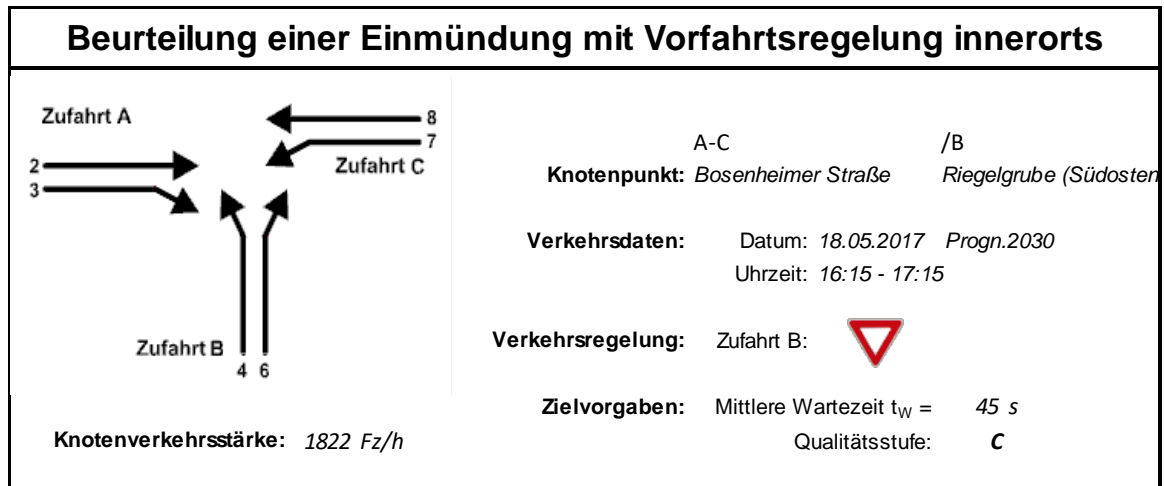 Beurteilung einer Einmündung mit Vorfahrtsregelung innerorts
Zufahrt A
8
7
2
3
Zufahrt C
Zufahrt B
4 6
Knotenverkehrsstärke: 1822 Fz/h
A-C /B
Knotenpunkt: Bosenheimer Straße Riegelgrube (Südosten
Verkehrsdaten: Datum: 18.05.2017 Progn.2030
Uhrzeit: 16:15 - 17:15
Verkehrsregelung: Zufahrt B:
Zielvorgaben: Mittlere Wartezeit tW = 45 s
Qualitätsstufe: C